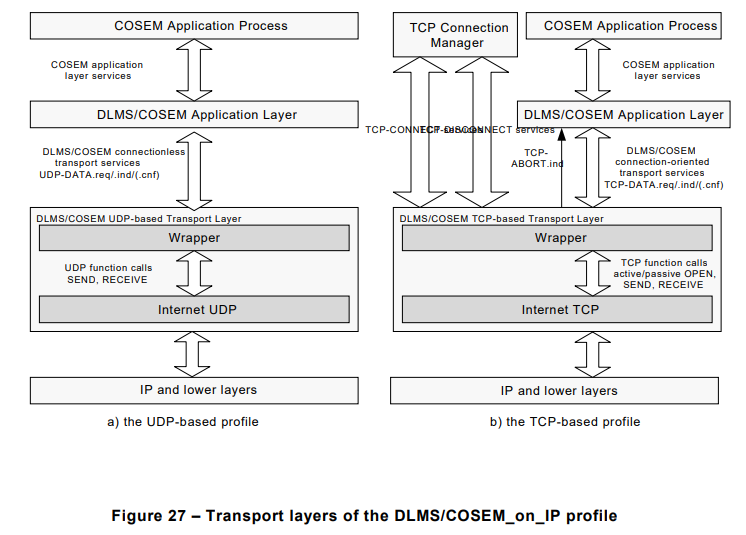 COSEM Application Process
COSEM application
layer services
DLMS/COSEM Application Layer
DLMS/COSEM connectionless
transport services
UDP-DATA.req/.ind/(.cnf)
DLMS/COSEM UDP-based Transport Layer
Wrapper
UDP function calls
SEND, RECEIVE
Internet UDP
IP and lower layers
a) the UDP-based profile
TCP Connection
Manager
COSEM Application Process
COSEM application
layer services
DLMS/COSEM Application Layer
TCP-CONNECT services
TCP-DISCONNECT services
TCP-
ABORT.ind
DLMS/COSEM
connection-oriented
transport services
TCP-DATA.req/.ind/(.cnf)
DLMS/COSEM TCP-based Transport Layer
Wrapper
TCP function calls
active/passive OPEN,
SEND, RECEIVE
Internet TCP
IP and lower layers
b) the TCP-based profile
Figure 27 – Transport layers of the DLMS/COSEM_on_IP profile